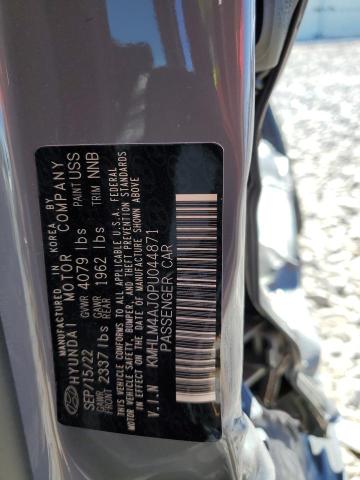 MANUFACTURED IN KOREA BY
HYUNDAI MOTOR COMPANY
SEP/15/22 GVWR 4079 lbs PAINT USS
GAWR FRONT 2337 lbs GAWR REAR 1962 lbs TRIM NNB
THIS VEHICLE CONFORMS TO ALL APPLICABLE U.S.A. FEDERAL
MOTOR VEHICLE SAFETY, BUMPER, AND THEFT PREVENTION STANDARDS
IN EFFECT ON THE DATE OF MANUFACTURE SHOWN ABOVE.
V.I.N KMHLM4AJ0PU044871
PASSENGER CAR